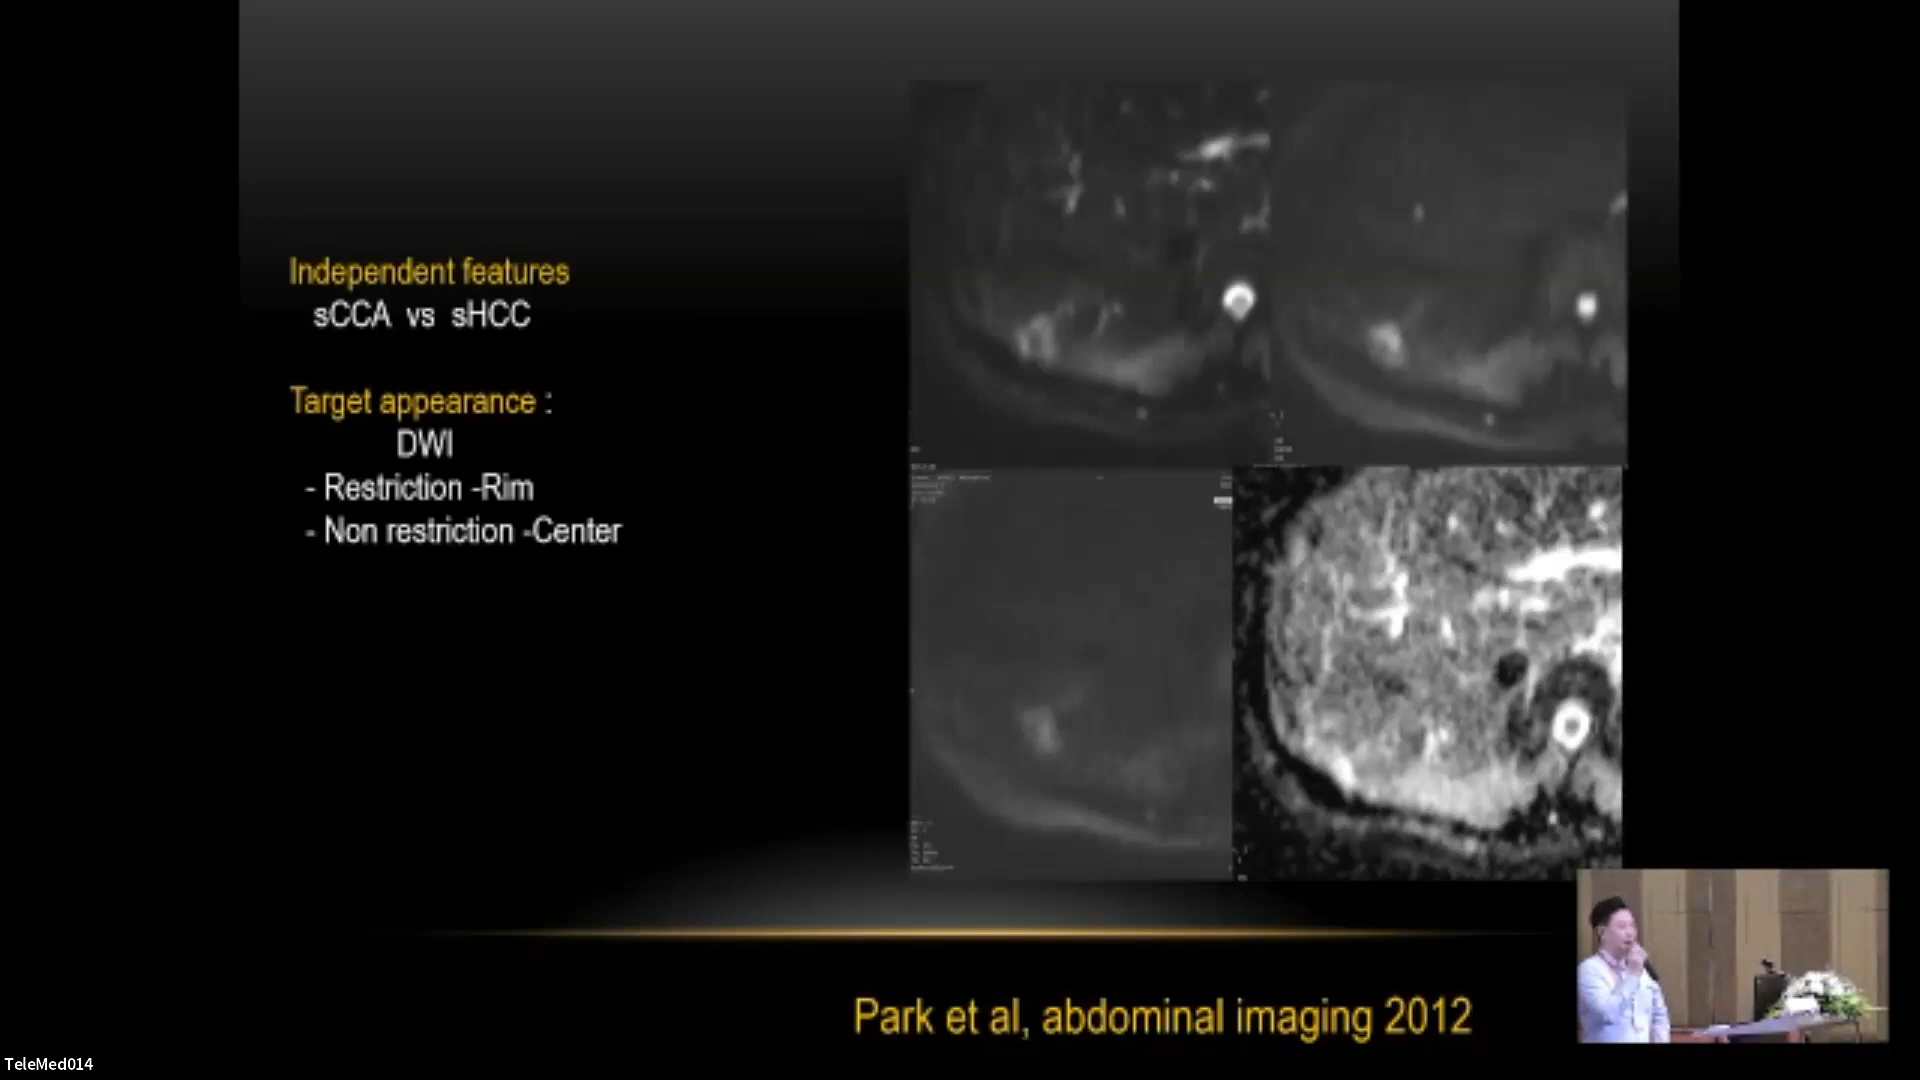 Independent features
sCCA vs sHCC
Target appearance :
DWI
- Restriction -Rim
- Non restriction -Center
Park et al, abdominal imaging 2012
TeleMed014